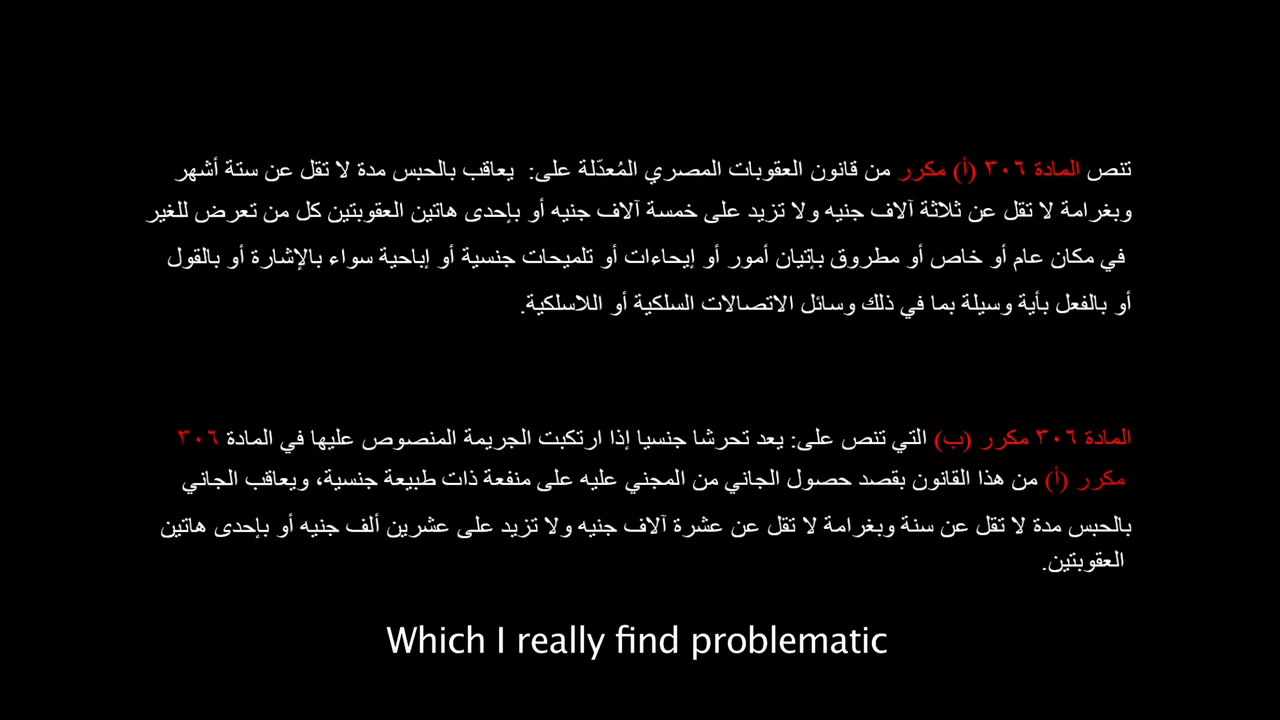 تنص المادة ٣٠٦ (أ) مكرر من قانون العقوبات المصري المُعدّلة على: يعاقب بالحبس مدة لا تقل عن ستة أشهر
وبغرامة لا تقل عن ثلاثة آلاف جنيه ولا تزيد على خمسة آلاف جنيه أو بإحدى هاتين العقوبتين كل من تعرض للغير
في مكان عام أو خاص أو مطروق بإتيان أمور أو إيحاءات أو تلميحات جنسية أو إباحية سواء بالإشارة أو بالقول
أو بالفعل بأية وسيلة بما في ذلك وسائل الاتصالات السلكية أو اللاسلكية.
المادة ٣٠٦ مكرر (ب) التي تنص على: يعد تحرشا جنسيا إذا ارتكبت الجريمة المنصوص عليها في المادة ٣٠٦
مكرر (أ) من هذا القانون بقصد حصول الجاني من المجني عليه على منفعة ذات طبيعة جنسية، ويعاقب الجاني
بالحبس مدة لا تقل عن سنة وبغرامة لا تقل عن عشرة آلاف جنيه ولا تزيد على عشرين ألف جنيه أو بإحدى هاتين
العقوبتين.
Which I really find problematic